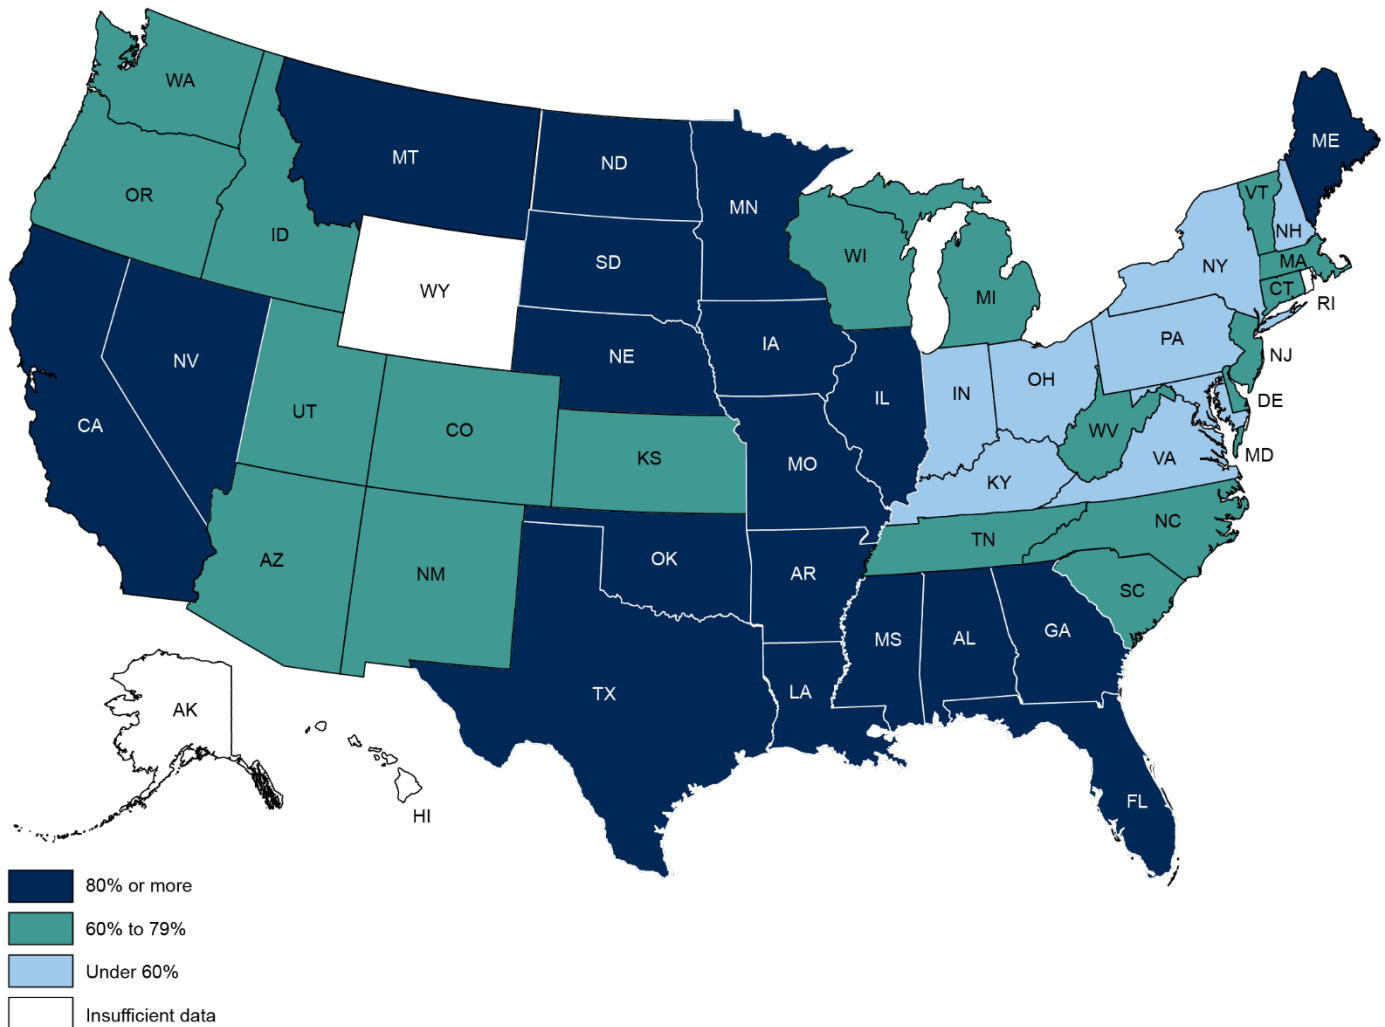 WA
MT
ND
ME
MN
OR
VT
ID
NH
SD
WI
NY
MA
WY
MI
CT
RI
PA
IA
NE
NJ
NV
OH
IN
IL
DE
UT
CA
CO
WV
KS
MO
MD
VA
KY
NC
TN
OK
AZ
AR
NM
SC
GA
MS
AL
LA
TX
AK
FL
HI
80% or more
60% to 79%
Under 60%
Insufficient data